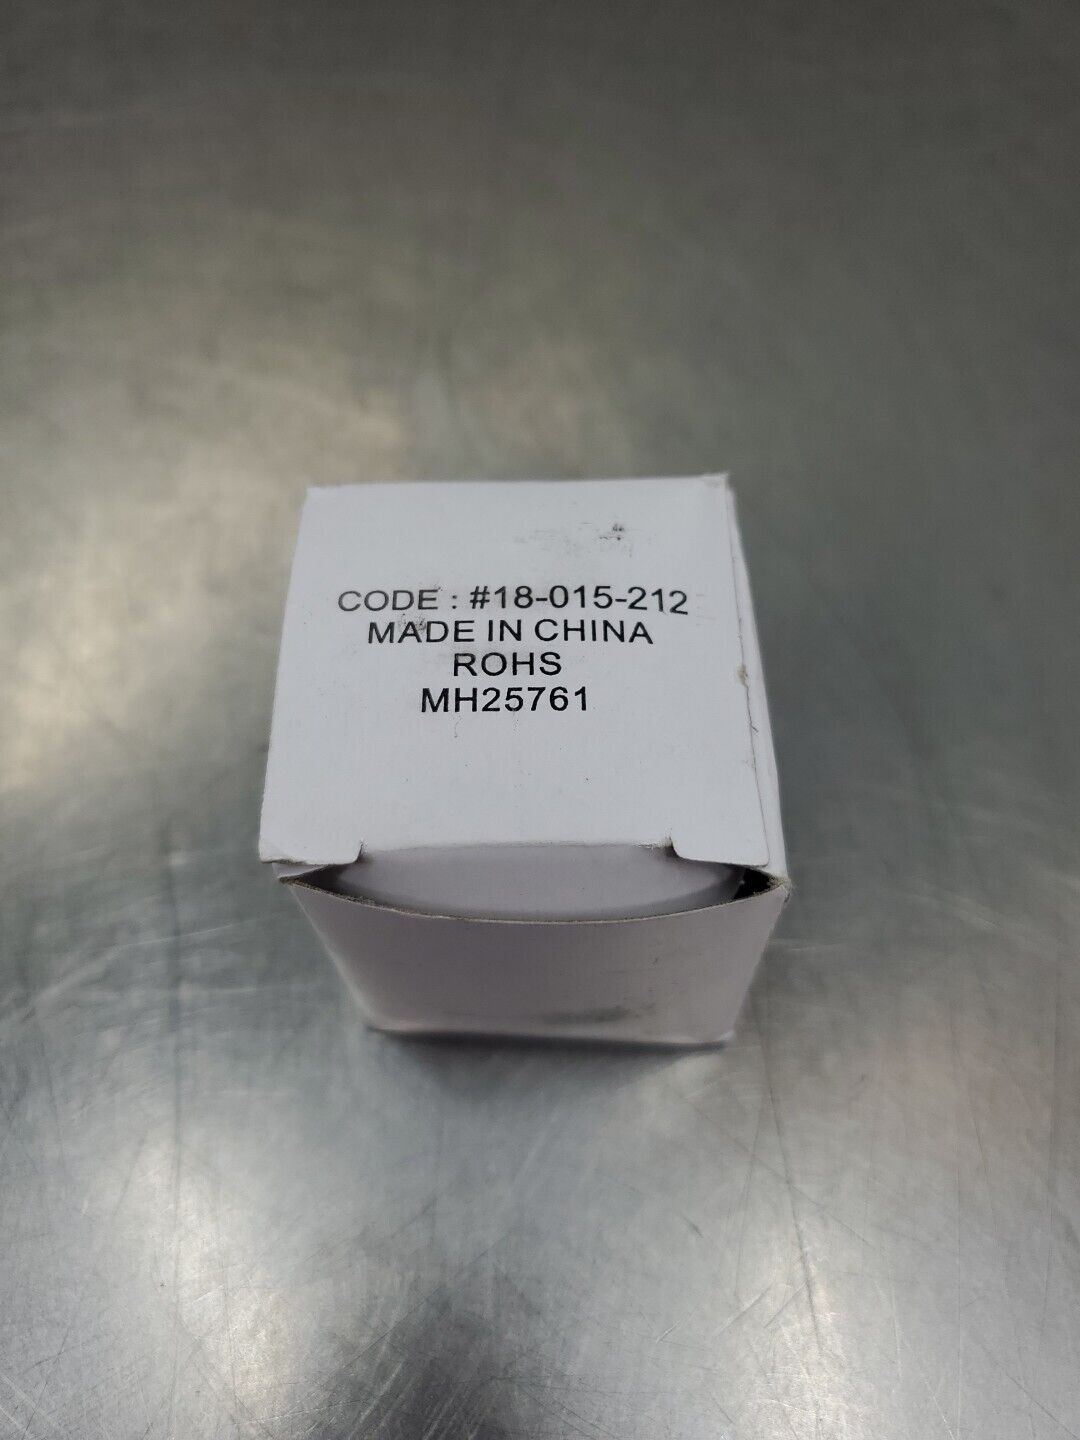 CODE : #18-015-212
MADE IN CHINA
ROHS
MH25761